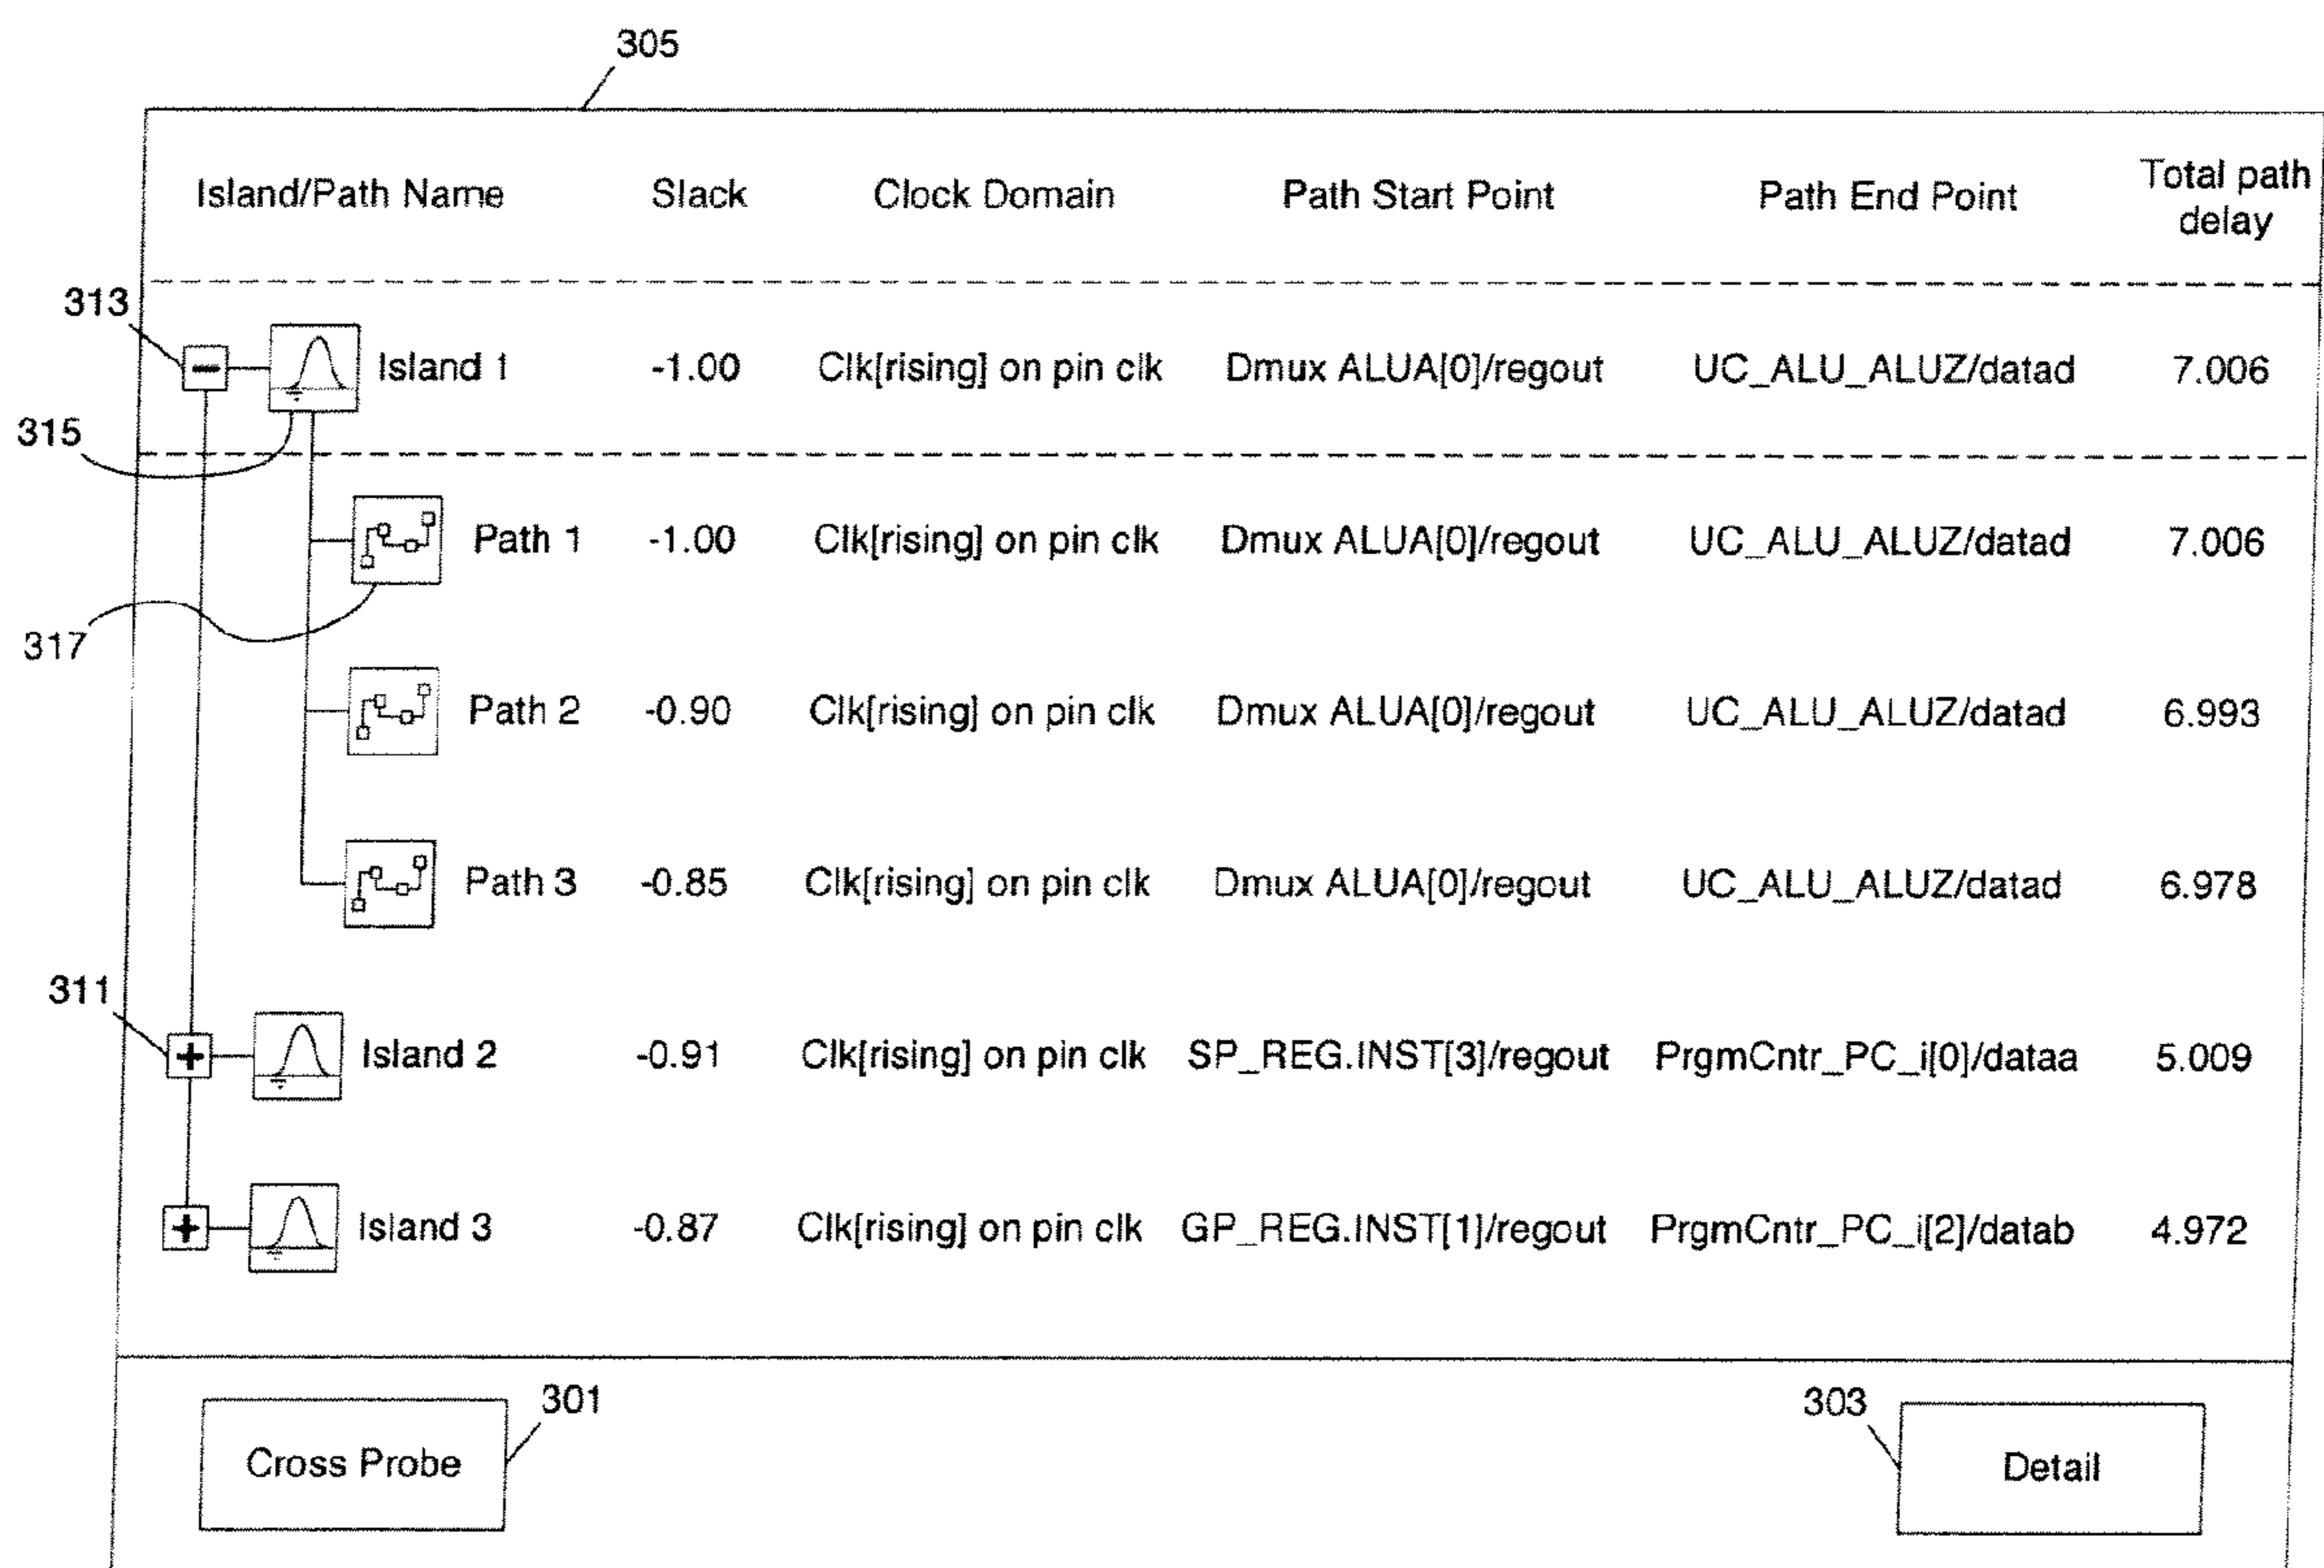 305
Island/Path Name Slack Clock Domain Path Start Point Path End Point Total path delay
313
Island 1 -1.00 Clk[rising] on pin clk Dmux ALUA[0]/regout UC_ALU_ALUZ/datad 7.006
315
Path 1 -1.00 Clk[rising] on pin clk Dmux ALUA[0]/regout UC_ALU_ALUZ/datad 7.006
317
Path 2 -0.90 Clk[rising] on pin clk Dmux ALUA[0]/regout UC_ALU_ALUZ/datad 6.993
Path 3 -0.85 Clk[rising] on pin clk Dmux ALUA[0]/regout UC_ALU_ALUZ/datad 6.978
311
Island 2 -0.91 Clk[rising] on pin clk SP_REG.INST[3]/regout PrgmCntr_PC_i[0]/dataa 5.009
Island 3 -0.87 Clk[rising] on pin clk GP_REG.INST[1]/regout PrgmCntr_PC_i[2]/datab 4.972
301
303
Cross Probe
Detail